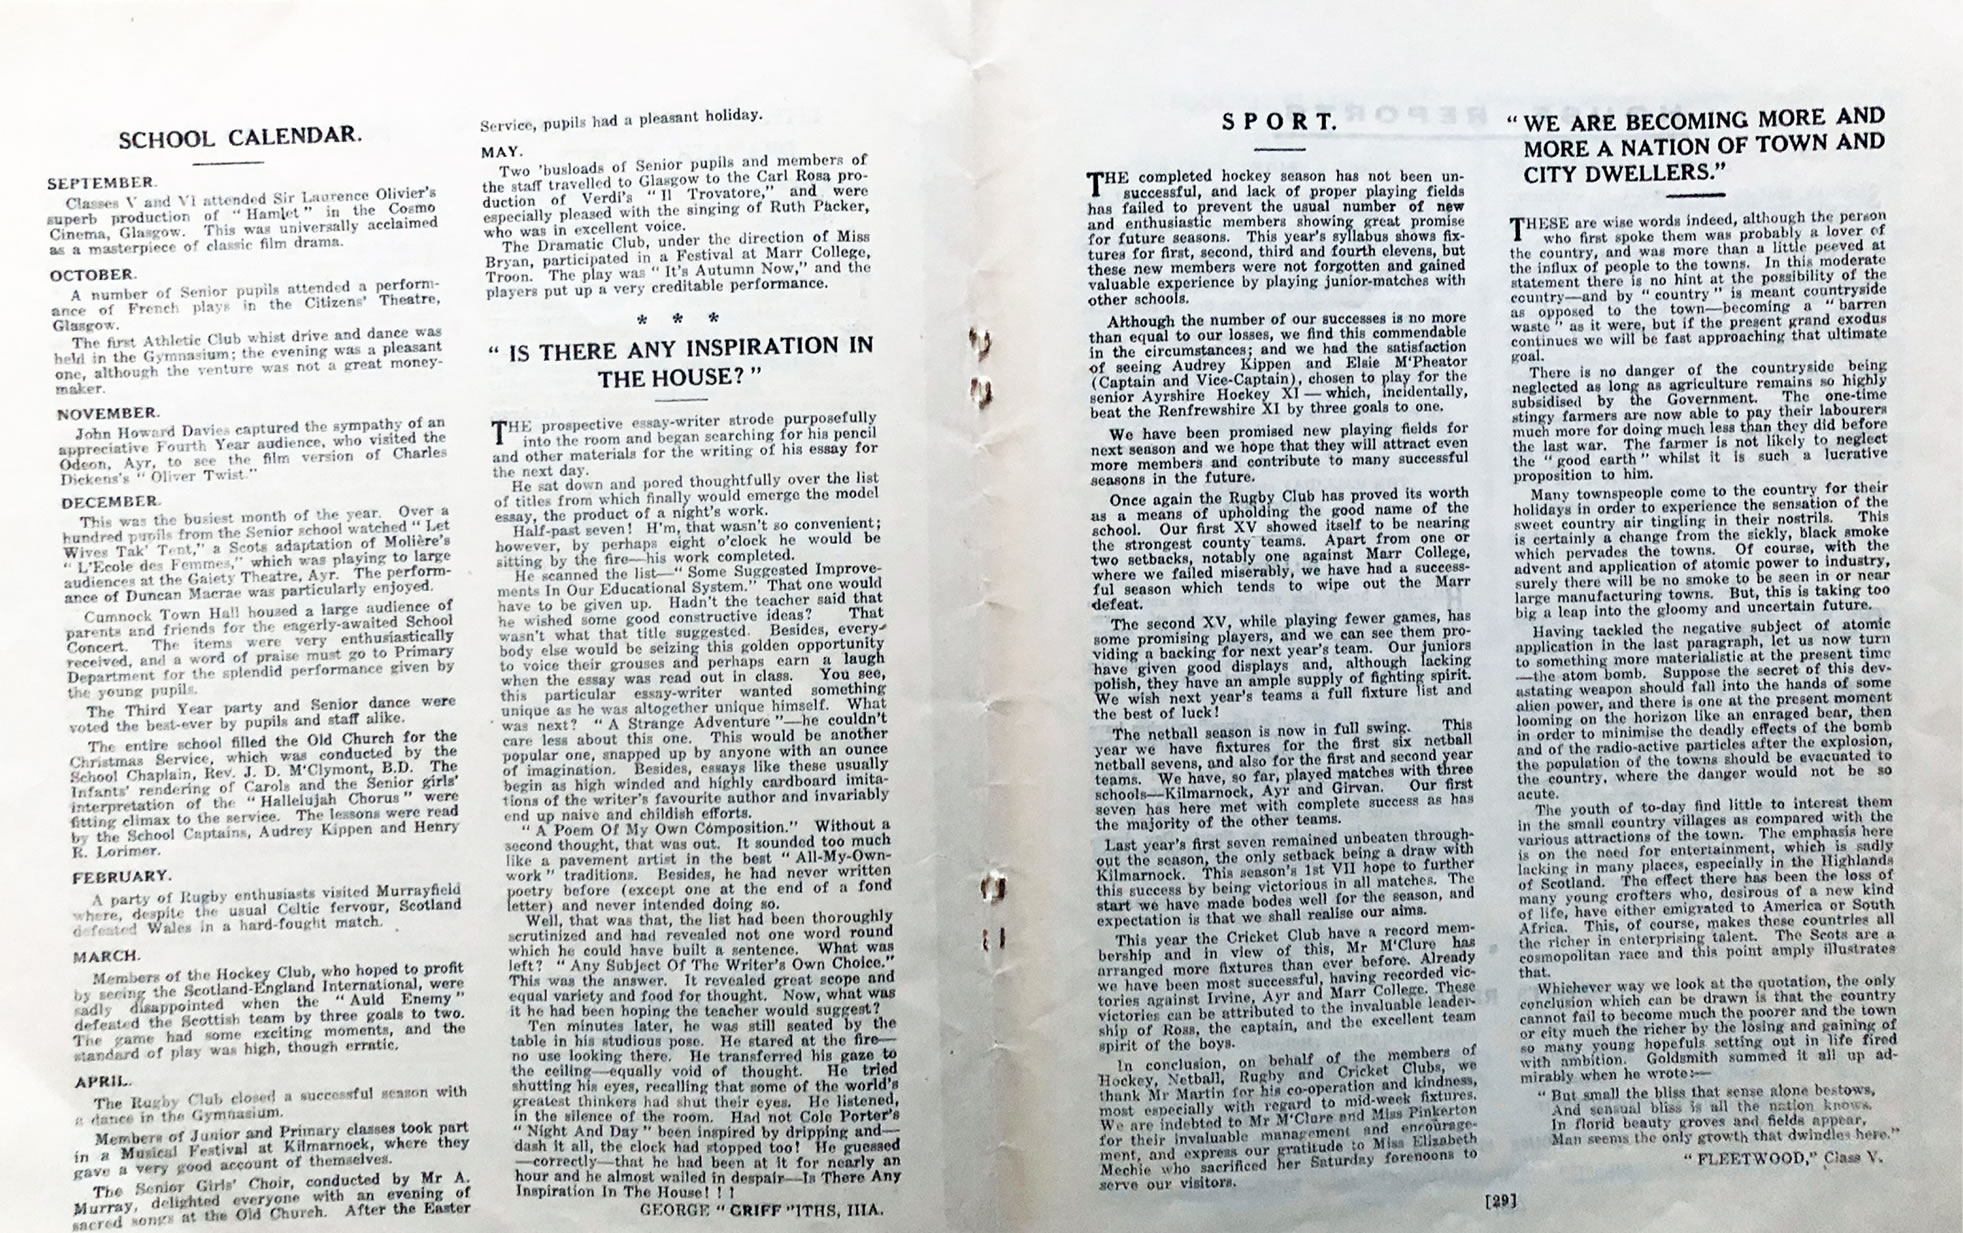 SCHOOL CALENDAR.
SEPTEMBER.
Classes V and VI attended Sir Laurence Olivier's
superb production of "Hamlet" in the Cosmo
Cinema, Glasgow. This was universally acclaimed
as a masterpiece of classic film drama.
OCTOBER.
A number of Senior pupils attended a perform-
ance of French plays in the Citizens' Theatre,
Glasgow.
The first Athletic Club whist drive and dance was
held in the Gymnasium; the evening was a pleasant
one, although the venture was not a great money-
maker.
NOVEMBER.
John Howard Davies captured the sympathy of an
appreciative Fourth Year audience, who visited the
Odeon, Ayr, to see the film version of Charles
Dickens's "Oliver Twist."
DECEMBER.
This was the busiest month of the year. Over a
hundred pupils from the Senior school watched "Let
Wives Tak' Tent," a Scots adaptation of Molière's
"L'Ecole des Femmes," which was playing to large
audiences at the Gaiety Theatre, Ayr. The perform-
ance of Duncan Macrae was particularly enjoyed.
Cumnock Town Hall housed a large audience of
parents and friends for the eagerly-awaited School
Concert. The items were very enthusiastically
received, and a word of praise must go to Primary
Department for the splendid performance given by
the young pupils.
The Third Year party and Senior dance were
voted the best-ever by pupils and staff alike.
The entire school filled the Old Church for the
Christmas Service, which was conducted by the
School Chaplain, Rev. J. D. M'Clymont, B.D. The
Infants' rendering of Carols and the Senior girls'
interpretation of the "Hallelujah Chorus" were
fitting climax to the service. The lessons were read
by the School Captains, Audrey Kippen and Henry
R. Lorimer.
FEBRUARY.
A party of Rugby enthusiasts visited Murrayfield
where, despite the usual Celtic fervour, Scotland
defeated Wales in a hard-fought match.
MARCH.
Members of the Hockey Club, who hoped to profit
by seeing the Scotland-England International, were
sadly disappointed when the "Auld Enemy"
defeated the Scottish team by three goals to two.
The game had some exciting moments, and the
standard of play was high, though erratic.
APRIL.
The Rugby Club closed a successful season with
a dance in the Gymnasium.
Members of Junior and Primary classes took part
in a Musical Festival at Kilmarnock, where they
gave a very good account of themselves.
The Senior Girls' Choir, conducted by Mr A.
Murray, delighted everyone with an evening of
sacred songs at the Old Church. After the Easter
Service, pupils had a pleasant holiday.
MAY.
Two 'busloads of Senior pupils and members of
the staff travelled to Glasgow to the Carl Rosa pro-
duction of Verdi's "Il Trovatore," and were
especially pleased with the singing of Ruth Packer,
who was in excellent voice.
The Dramatic Club, under the direction of Miss
Bryan, participated in a Festival at Marr College,
Troon. The play was "It's Autumn Now," and the
players put up a very creditable performance.
* * *
"IS THERE ANY INSPIRATION IN
THE HOUSE?"
THE prospective essay-writer strode purposefully
into the room and began searching for his pencil
and other materials for the writing of his essay for
the next day.
He sat down and pored thoughtfully over the list
of titles from which finally would emerge the model
essay, the product of a night's work.
Half-past seven! H'm, that wasn't so convenient;
however, by perhaps eight o'clock he would be
sitting by the fire—his work completed.
He scanned the list—"Some Suggested Improve-
ments In Our Educational System." That one would
have to be given up. Hadn't the teacher said that
he wished some good constructive ideas? That
wasn't what that title suggested. Besides, every-
body else would be seizing this golden opportunity
to voice their grouses and perhaps earn a laugh
when the essay was read out in class. You see,
this particular essay-writer wanted something
unique as he was altogether unique himself. What
was next? "A Strange Adventure"—he couldn't
care less about this one. This would be another
popular one, snapped up by anyone with an ounce
of imagination. Besides, essays like these usually
begin as high winded and highly cardboard imita-
tions of the writer's favourite author and invariably
end up naive and childish efforts.
"A Poem Of My Own Composition." Without a
second thought, that was out. It sounded too much
like a pavement artist in the best "All-My-Own-
work" traditions. Besides, he had never written
poetry before (except one at the end of a fond
letter) and never intended doing so.
Well, that was that, the list had been thoroughly
scrutinized and had revealed not one word round
which he could have built a sentence. What was
left? "Any Subject Of The Writer's Own Choice."
This was the answer. It revealed great scope and
equal variety and food for thought. Now, what was
it he had been hoping the teacher would suggest?
Ten minutes later, he was still seated by the
table in his studious pose. He stared at the fire—
no use looking there. He transferred his gaze to
the ceiling—equally void of thought. He tried
shutting his eyes, recalling that some of the world's
greatest thinkers had shut their eyes. He listened,
in the silence of the room. Had not Cole Porter's
"Night And Day" been inspired by dripping and—
dash it all, the clock had stopped too! He guessed
—correctly—that he had been at it for nearly an
hour and he almost wailed in despair—Is There Any
Inspiration In The House! ! !
GEORGE "GRIFF"ITHS, IIIA.
SPORT.
THE completed hockey season has not been un-
successful, and lack of proper playing fields
has failed to prevent the usual number of new
and enthusiastic members showing great promise
for future seasons. This year's syllabus shows fix-
tures for first, second, third and fourth elevens, but
these new members were not forgotten and gained
valuable experience by playing junior-matches with
other schools.
Although the number of our successes is no more
than equal to our losses, we find this commendable
in the circumstances; and we had the satisfaction
of seeing Audrey Kippen and Elsie M'Pheator
(Captain and Vice-Captain), chosen to play for the
senior Ayrshire Hockey XI — which, incidentally,
beat the Renfrewshire XI by three goals to one.
We have been promised new playing fields for
next season and we hope that they will attract even
more members and contribute to many successful
seasons in the future.
Once again the Rugby Club has proved its worth
as a means of upholding the good name of the
school. Our first XV showed itself to be nearing
the strongest county teams. Apart from one or
two setbacks, notably one against Marr College,
where we failed miserably, we have had a success-
ful season which tends to wipe out the Marr
defeat.
The second XV, while playing fewer games, has
some promising players, and we can see them pro-
viding a backing for next year's team. Our juniors
have given good displays and, although lacking
polish, they have an ample supply of fighting spirit.
We wish next year's teams a full fixture list and
the best of luck!
The netball season is now in full swing. This
year we have fixtures for the first six netball
netball sevens, and also for the first and second year
teams. We have, so far, played matches with three
schools—Kilmarnock, Ayr and Girvan. Our first
seven has here met with complete success as has
the majority of the other teams.
Last year's first seven remained unbeaten through-
out the season, the only setback being a draw with
Kilmarnock. This season's 1st VII hope to further
this success by being victorious in all matches. The
start we have made bodes well for the season, and
expectation is that we shall realise our aims.
This year the Cricket Club have a record mem-
bership and in view of this, Mr M'Clure has
arranged more fixtures than ever before. Already
we have been most successful, having recorded vic-
tories against Irvine, Ayr and Marr College. These
victories can be attributed to the invaluable leader-
ship of Ross, the captain, and the excellent team
spirit of the boys.
In conclusion, on behalf of the members of
Hockey, Netball, Rugby and Cricket Clubs, we
thank Mr Martin for his co-operation and kindness,
most especially with regard to mid-week fixtures.
We are indebted to Mr M'Clure and Miss Pinkerton
for their invaluable management and encourage-
ment, and express our gratitude to Miss Elizabeth
Mechie who sacrificed her Saturday forenoons to
serve our visitors.
"WE ARE BECOMING MORE AND
MORE A NATION OF TOWN AND
CITY DWELLERS."
THESE are wise words indeed, although the person
who first spoke them was probably a lover of
the country, and was more than a little peeved at
the influx of people to the towns. In this moderate
statement there is no hint at the possibility of the
country—and by "country" is meant countryside
as opposed to the town—becoming a "barren
waste" as it were, but if the present grand exodus
continues we will be fast approaching that ultimate
goal.
There is no danger of the countryside being
neglected as long as agriculture remains so highly
subsidised by the Government. The one-time
stingy farmers are now able to pay their labourers
much more for doing much less than they did before
the last war. The farmer is not likely to neglect
the "good earth" whilst it is such a lucrative
proposition to him.
Many townspeople come to the country for their
holidays in order to experience the sensation of the
sweet country air tingling in their nostrils. This
is certainly a change from the sickly, black smoke
which pervades the towns. Of course, with the
advent and application of atomic power to industry,
surely there will be no smoke to be seen in or near
large manufacturing towns. But, this is taking too
big a leap into the gloomy and uncertain future.
Having tackled the negative subject of atomic
application in the last paragraph, let us now turn
to something more materialistic at the present time
—the atom bomb. Suppose the secret of this dev-
astating weapon should fall into the hands of some
alien power, and there is one at the present moment
looming on the horizon like an enraged bear, then
in order to minimise the deadly effects of the bomb
and of the radio-active particles after the explosion,
the population of the towns should be evacuated to
the country, where the danger would not be so
acute.
The youth of to-day find little to interest them
in the small country villages as compared with the
various attractions of the town. The emphasis here
is on the need for entertainment, which is sadly
lacking in many places, especially in the Highlands
of Scotland. The effect there has been the loss of
many young crofters who, desirous of a new kind
of life, have either emigrated to America or South
Africa. This, of course, makes these countries all
the richer in enterprising talent. The Scots are a
cosmopolitan race and this point amply illustrates
that.
Whichever way we look at the quotation, the only
conclusion which can be drawn is that the country
cannot fail to become much the poorer and the town
or city much the richer by the losing and gaining of
so many young hopefuls setting out in life fired
with ambition. Goldsmith summed it all up ad-
mirably when he wrote:—
"But small the bliss that sense alone bestows,
And sensual bliss is all the nation knows.
In florid beauty groves and fields appear,
Man seems the only growth that dwindles here."
"FLEETWOOD," Class V.
[29]